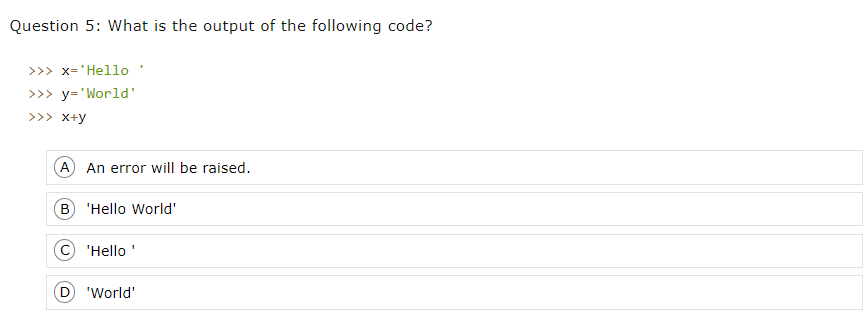 Question 5: What is the output of the following code?
>>> x='Hello '
>>> y='World'
>>> x+y
A An error will be raised.
B 'Hello World'
C 'Hello '
D 'World'